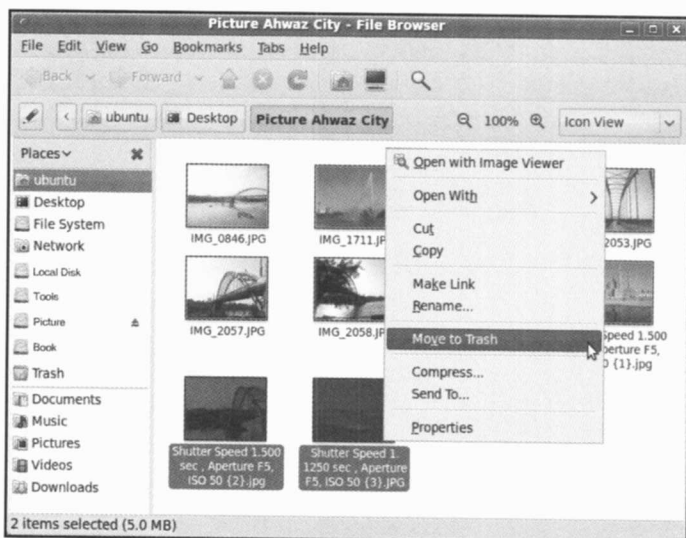 Picture Ahwaz City - File Browser
File Edit View Go Bookmarks Tabs Help
Back Forward
ubuntu Desktop Picture Ahwaz City 100% Icon View
Places
ubuntu
Desktop
File System
Network
Local Disk
Tools
Picture
Book
Trash
Documents
Music
Pictures
Videos
Downloads
IMG_0846.JPG
IMG_1711.JP
2053.JPG
IMG_2057.JPG
IMG_2058.JP
Speed 1.500
perture F5,
0 {1}.jpg
Shutter Speed 1.500
sec , Aperture F5,
ISO 50 {2}.jpg
Shutter Speed 1.
1250 sec , Aperture
F5, ISO 50 {3}.JPG
Open with Image Viewer
Open With
Cut
Copy
Make Link
Rename...
Move to Trash
Compress...
Send To...
Properties
2 items selected (5.0 MB)